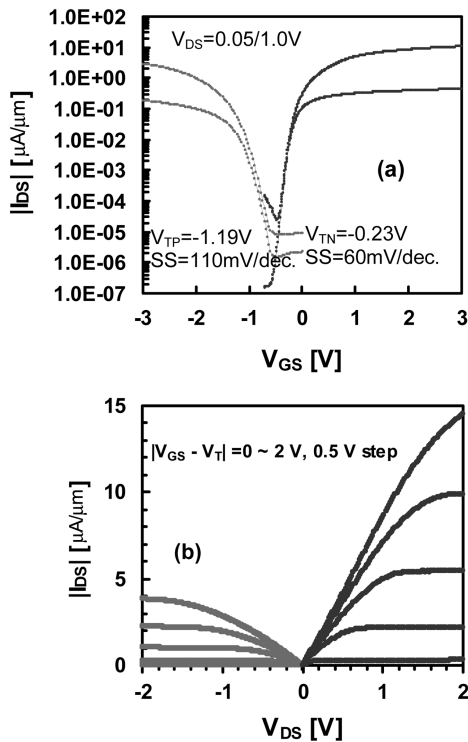 1.0E+02
1.0E+01
1.0E+00
1.0E-01
1.0E-02
1.0E-03
1.0E-04
1.0E-05
1.0E-06
1.0E-07
|IDS| [µA/µm]
VDS=0.05/1.0V
(a)
VTP=-1.19V
SS=110mV/dec.
VTN=-0.23V
SS=60mV/dec.
-3 -2 -1 0 1 2 3
VGS [V]
15
10
5
0
|IDS| [µA/µm]
|VGS - VT| =0 ~ 2 V, 0.5 V step
(b)
-2 -1 0 1 2
VDS [V]